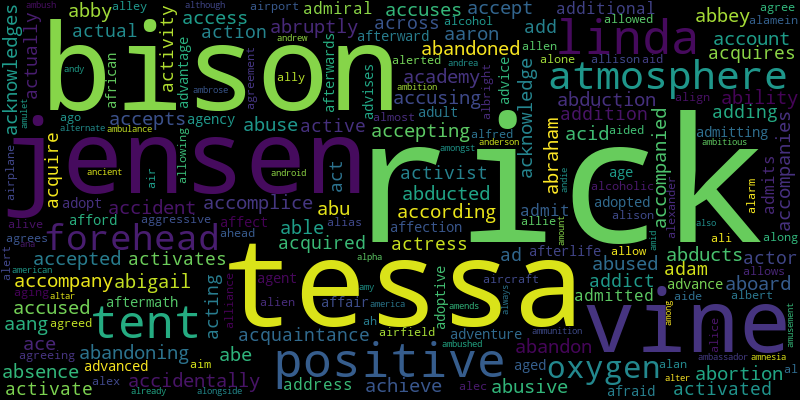 abby alley access admiral accuses accept airport although additional allowed abbey agree alamein
acknowledges actually actual action abruptly alcohol across afterward aaron add account acquires
bison
linda
activity african advantage andrew ally afterwards agreement alerted abandoned andrea allen alone allisonaid
andy ambrose advises ambition academy albright advice accusing acknowledge abduction align ability
atmosphere
amulet ago accepts agency almost adult addition adding
alternate ambulance abuse active accepting alfred amongst acid aided admitting ambitious
jensen
rick
airplane acquire ancient air allowing android act anderson activist abraham age alcoholic accompanied admits accompanies
adopt accomplice abducted andie adopted alexander alarm
alive afford accident aggressive affect able abu alias according admit allie alison also ali along
agrees forehead ahead acquired affection actress afterlife amount allow amid abducts actor
alert accepted activates alpha ad aircraft abused adam
american accompany abigail agent alien amy adoptive always addict advance aboard allows
aging altar aftermath acting alliance affair america amends ammunition admitted aide albert
tessa
vine
accused agreed tent acquaintance ah airfield adventure among alice amusement
aang ace ambushed abandon ambassador amnesia
agreeing abandoning abe positive aged oxygen alan abortion al
absence advanced aim
activate alex accidentally address achieve alec abusive afraid alter activated
already alongside